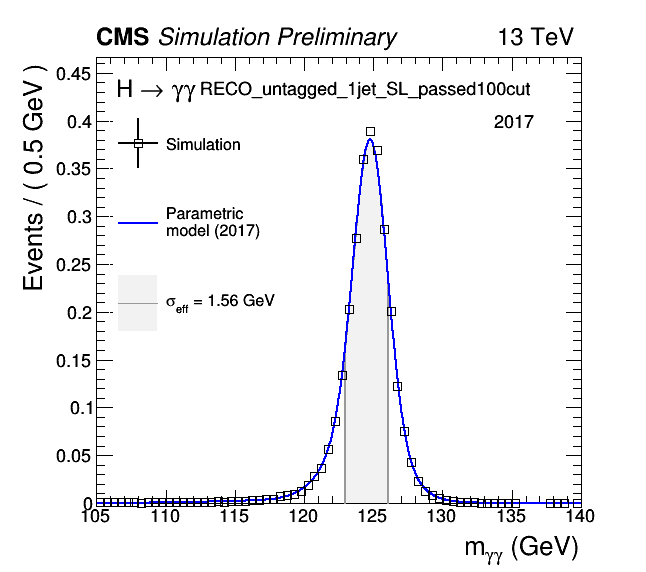 CMS Simulation Preliminary 13 TeV
Events / ( 0.5 GeV )
H → γγ RECO_untagged_1jet_SL_passed100cut
2017
Simulation
Parametric
model (2017)
σeff = 1.56 GeV
0.45
0.4
0.35
0.3
0.25
0.2
0.15
0.1
0.05
0
105 110 115 120 125 130 135 140
mγγ (GeV)